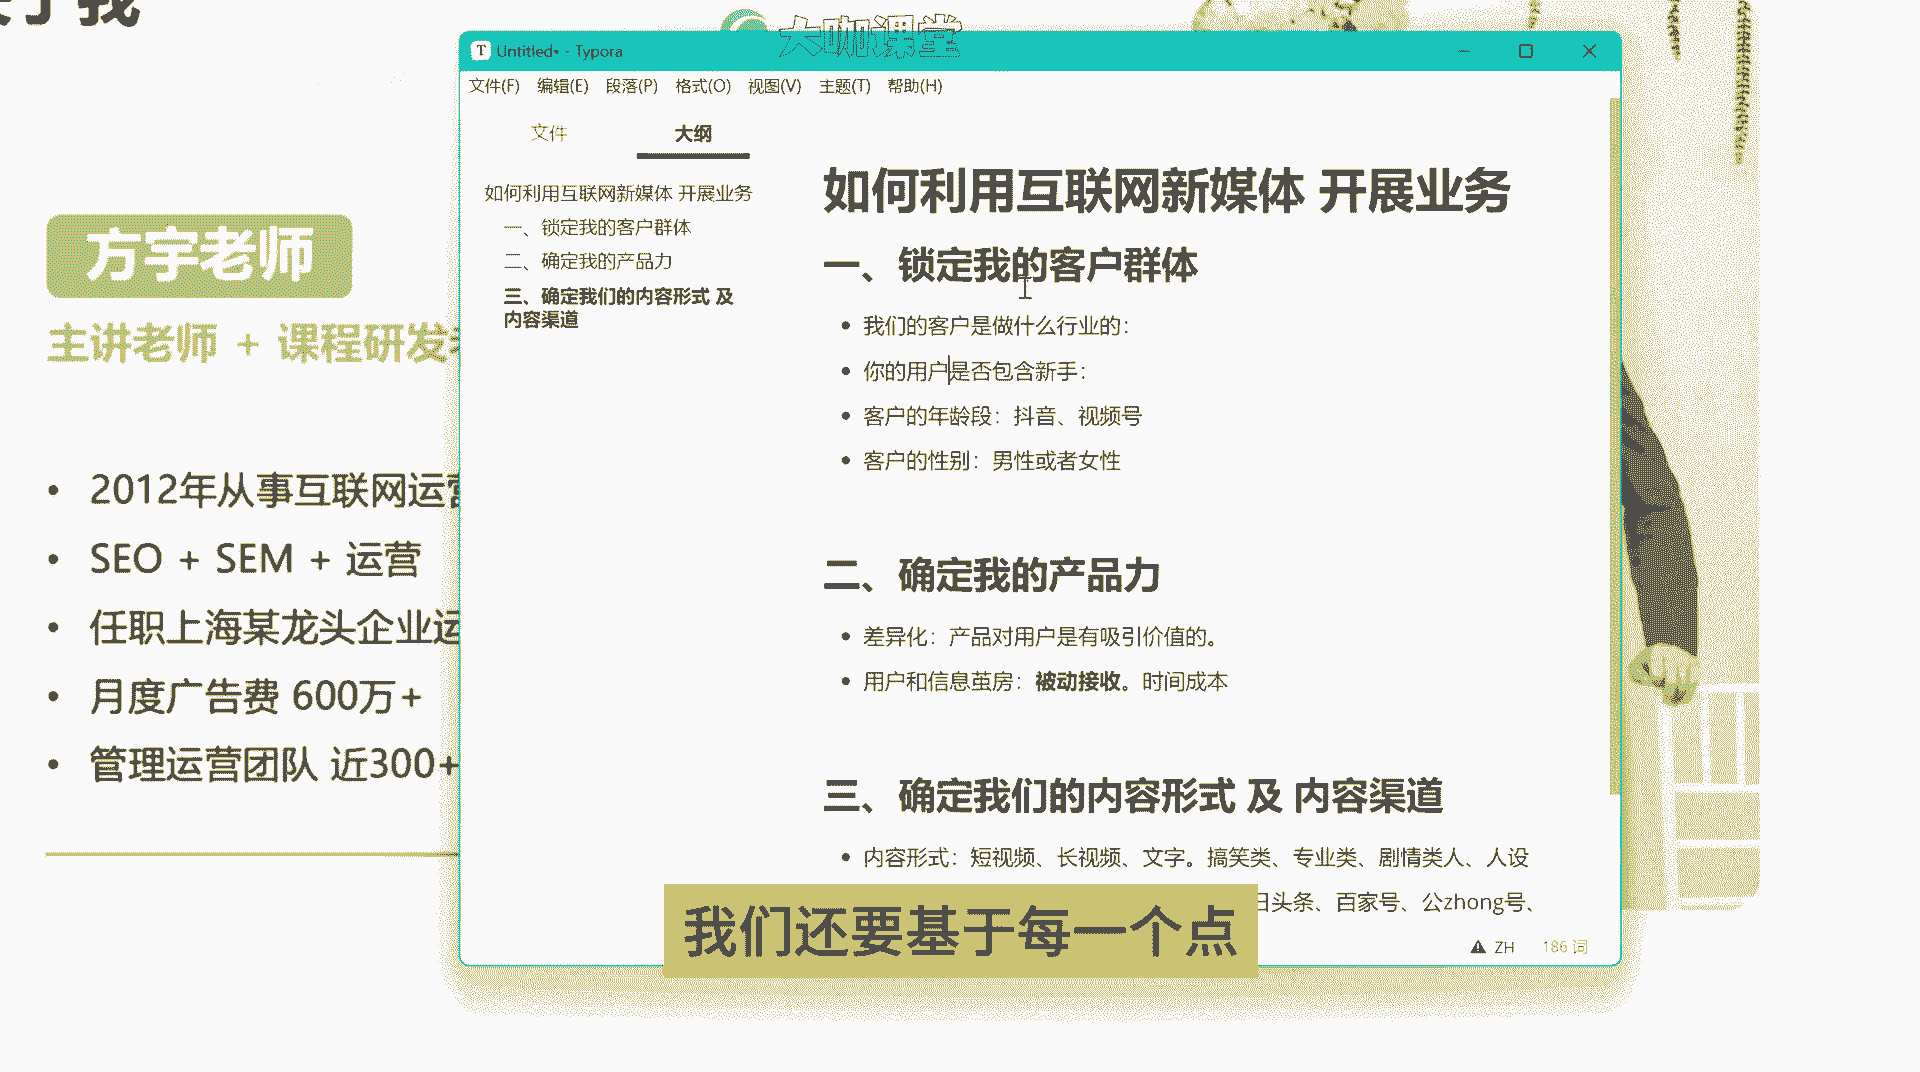 大咖课堂
Untitled• - Typora
文件(F) 编辑(E) 段落(P) 格式(O) 视图(V) 主题(T) 帮助(H)
文件 大纲
如何利用互联网新媒体 开展业务
一、锁定我的客户群体
二、确定我的产品力
三、确定我们的内容形式 及
内容渠道
如何利用互联网新媒体 开展业务
一、锁定我的客户群体
• 我们的客户是做什么行业的：
• 你的用户是否包含新手：
• 客户的年龄段：抖音、视频号
• 客户的性别：男性或者女性
二、确定我的产品力
• 差异化：产品对用户是有吸引价值的。
• 用户和信息茧房：被动接收。时间成本
三、确定我们的内容形式 及 内容渠道
• 内容形式：短视频、长视频、文字。搞笑类、专业类、剧情类人、人设
日头条、百家号、公zhong号、
ZH 186 词
方宇老师
主讲老师 + 课程研发
• 2012年从事互联网运营
• SEO + SEM + 运营
• 任职上海某龙头企业运
• 月度广告费 600万+
• 管理运营团队 近300+
我们还要基于每一个点